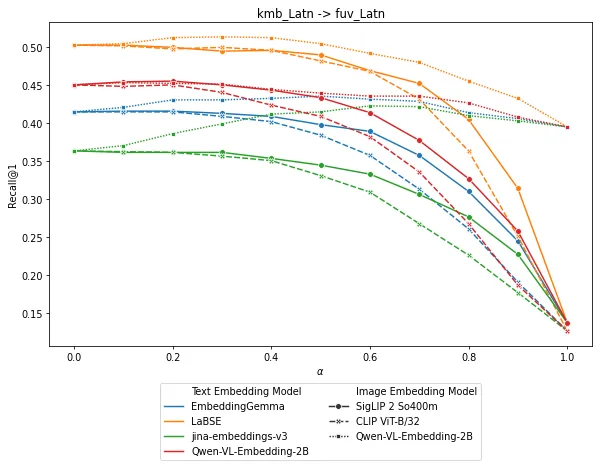 kmb_Latn -> fuv_Latn
Recall@1
0.50
0.45
0.40
0.35
0.30
0.25
0.20
0.15
0.0 0.2 0.4 0.6 0.8 1.0
α
Text Embedding Model Image Embedding Model
EmbeddingGemma SigLIP 2 So400m
LaBSE CLIP ViT-B/32
jina-embeddings-v3 Qwen-VL-Embedding-2B
Qwen-VL-Embedding-2B